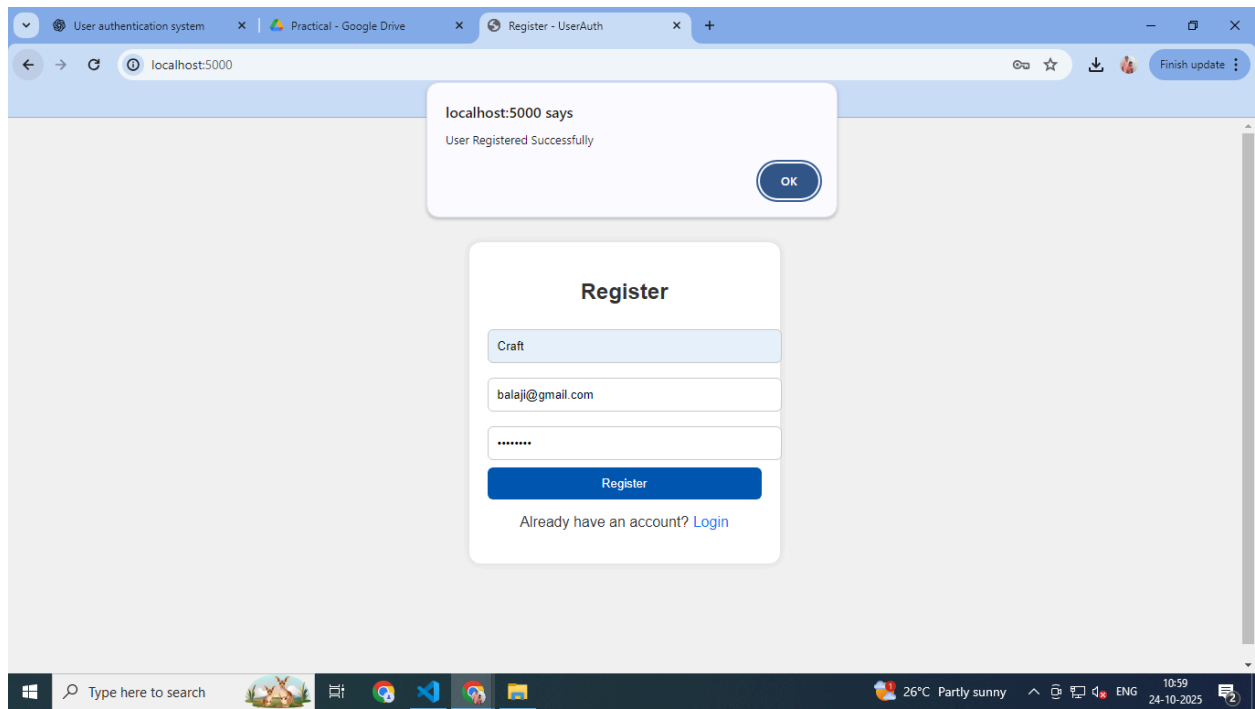 User authentication system
Practical - Google Drive
Register - UserAuth
localhost:5000
Finish update
localhost:5000 says
User Registered Successfully
OK
Register
Craft
balaji@gmail.com
••••••••
Register
Already have an account? Login
Type here to search
26°C Partly sunny
ENG
10:59
24-10-2025
2